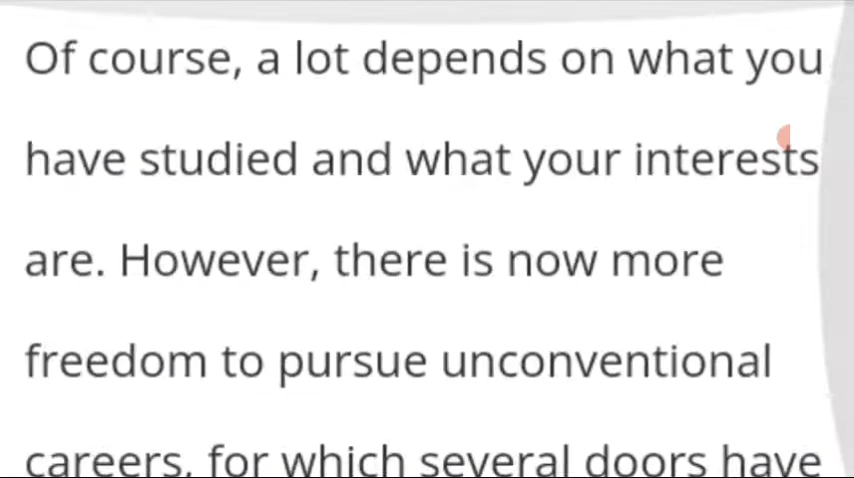 Of course, a lot depends on what you
have studied and what your interests
are. However, there is now more
freedom to pursue unconventional
careers, for which several doors have